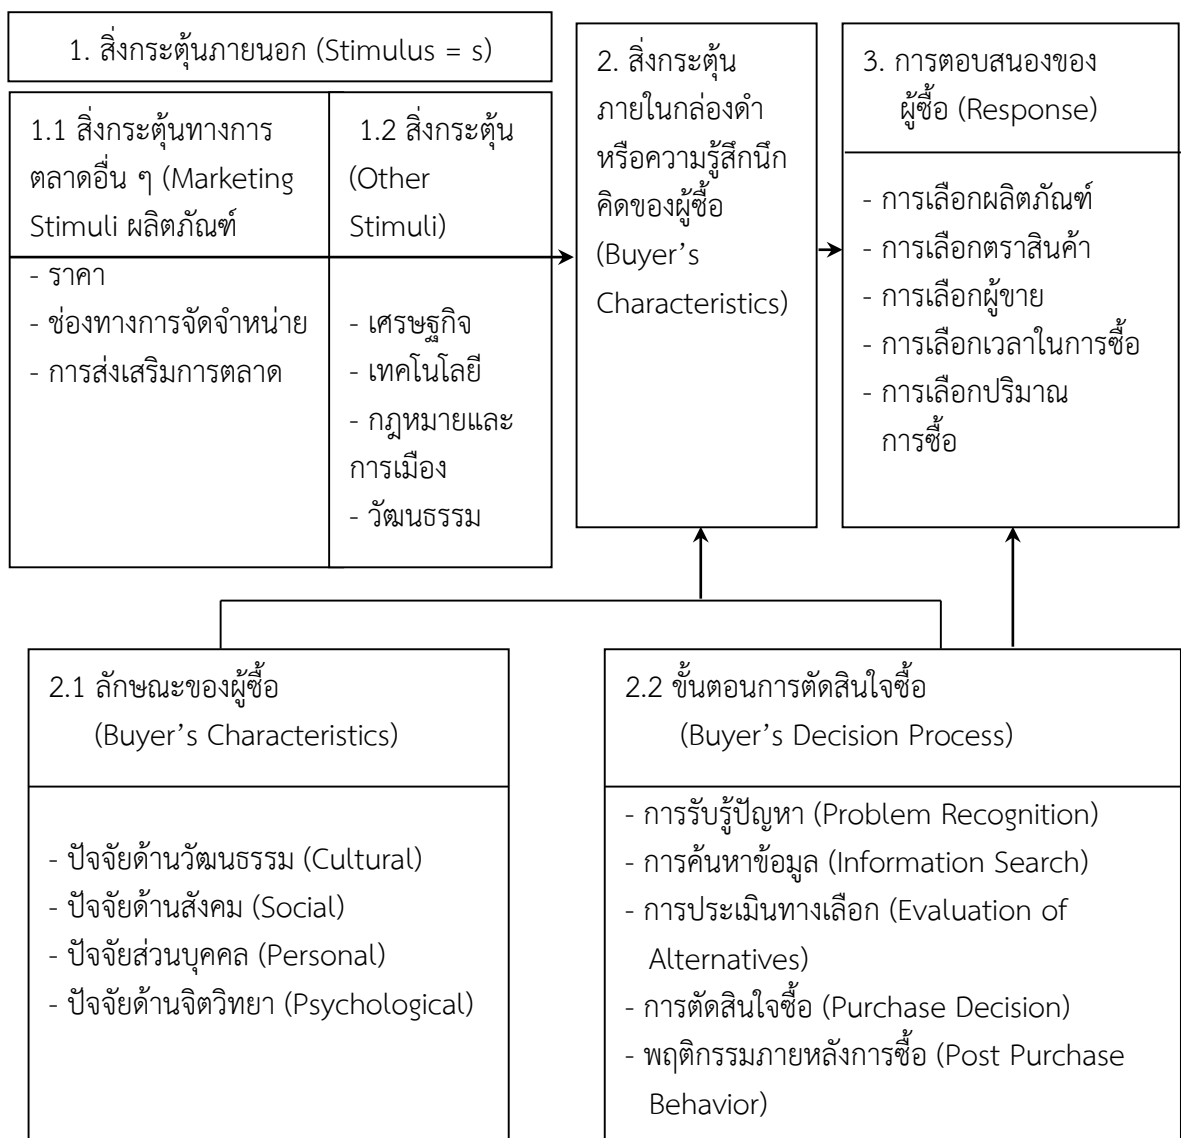 1. สิ่งกระตุ้นภายนอก (Stimulus = s)
1.1 สิ่งกระตุ้นทางการ
ตลาดอื่น ๆ (Marketing
Stimuli ผลิตภัณฑ์
- ราคา
- ช่องทางการจัดจำหน่าย
- การส่งเสริมการตลาด
1.2 สิ่งกระตุ้น
(Other
Stimuli)
- เศรษฐกิจ
- เทคโนโลยี
- กฎหมายและ
การเมือง
- วัฒนธรรม
2. สิ่งกระตุ้น
ภายในกล่องดำ
หรือความรู้สึกนึก
คิดของผู้ซื้อ
(Buyer’s
Characteristics)
3. การตอบสนองของ
ผู้ซื้อ (Response)
- การเลือกผลิตภัณฑ์
- การเลือกตราสินค้า
- การเลือกผู้ขาย
- การเลือกเวลาในการซื้อ
- การเลือกปริมาณ
การซื้อ
2.1 ลักษณะของผู้ซื้อ
(Buyer’s Characteristics)
- ปัจจัยด้านวัฒนธรรม (Cultural)
- ปัจจัยด้านสังคม (Social)
- ปัจจัยส่วนบุคคล (Personal)
- ปัจจัยด้านจิตวิทยา (Psychological)
2.2 ขั้นตอนการตัดสินใจซื้อ
(Buyer’s Decision Process)
- การรับรู้ปัญหา (Problem Recognition)
- การค้นหาข้อมูล (Information Search)
- การประเมินทางเลือก (Evaluation of
Alternatives)
- การตัดสินใจซื้อ (Purchase Decision)
- พฤติกรรมภายหลังการซื้อ (Post Purchase
Behavior)